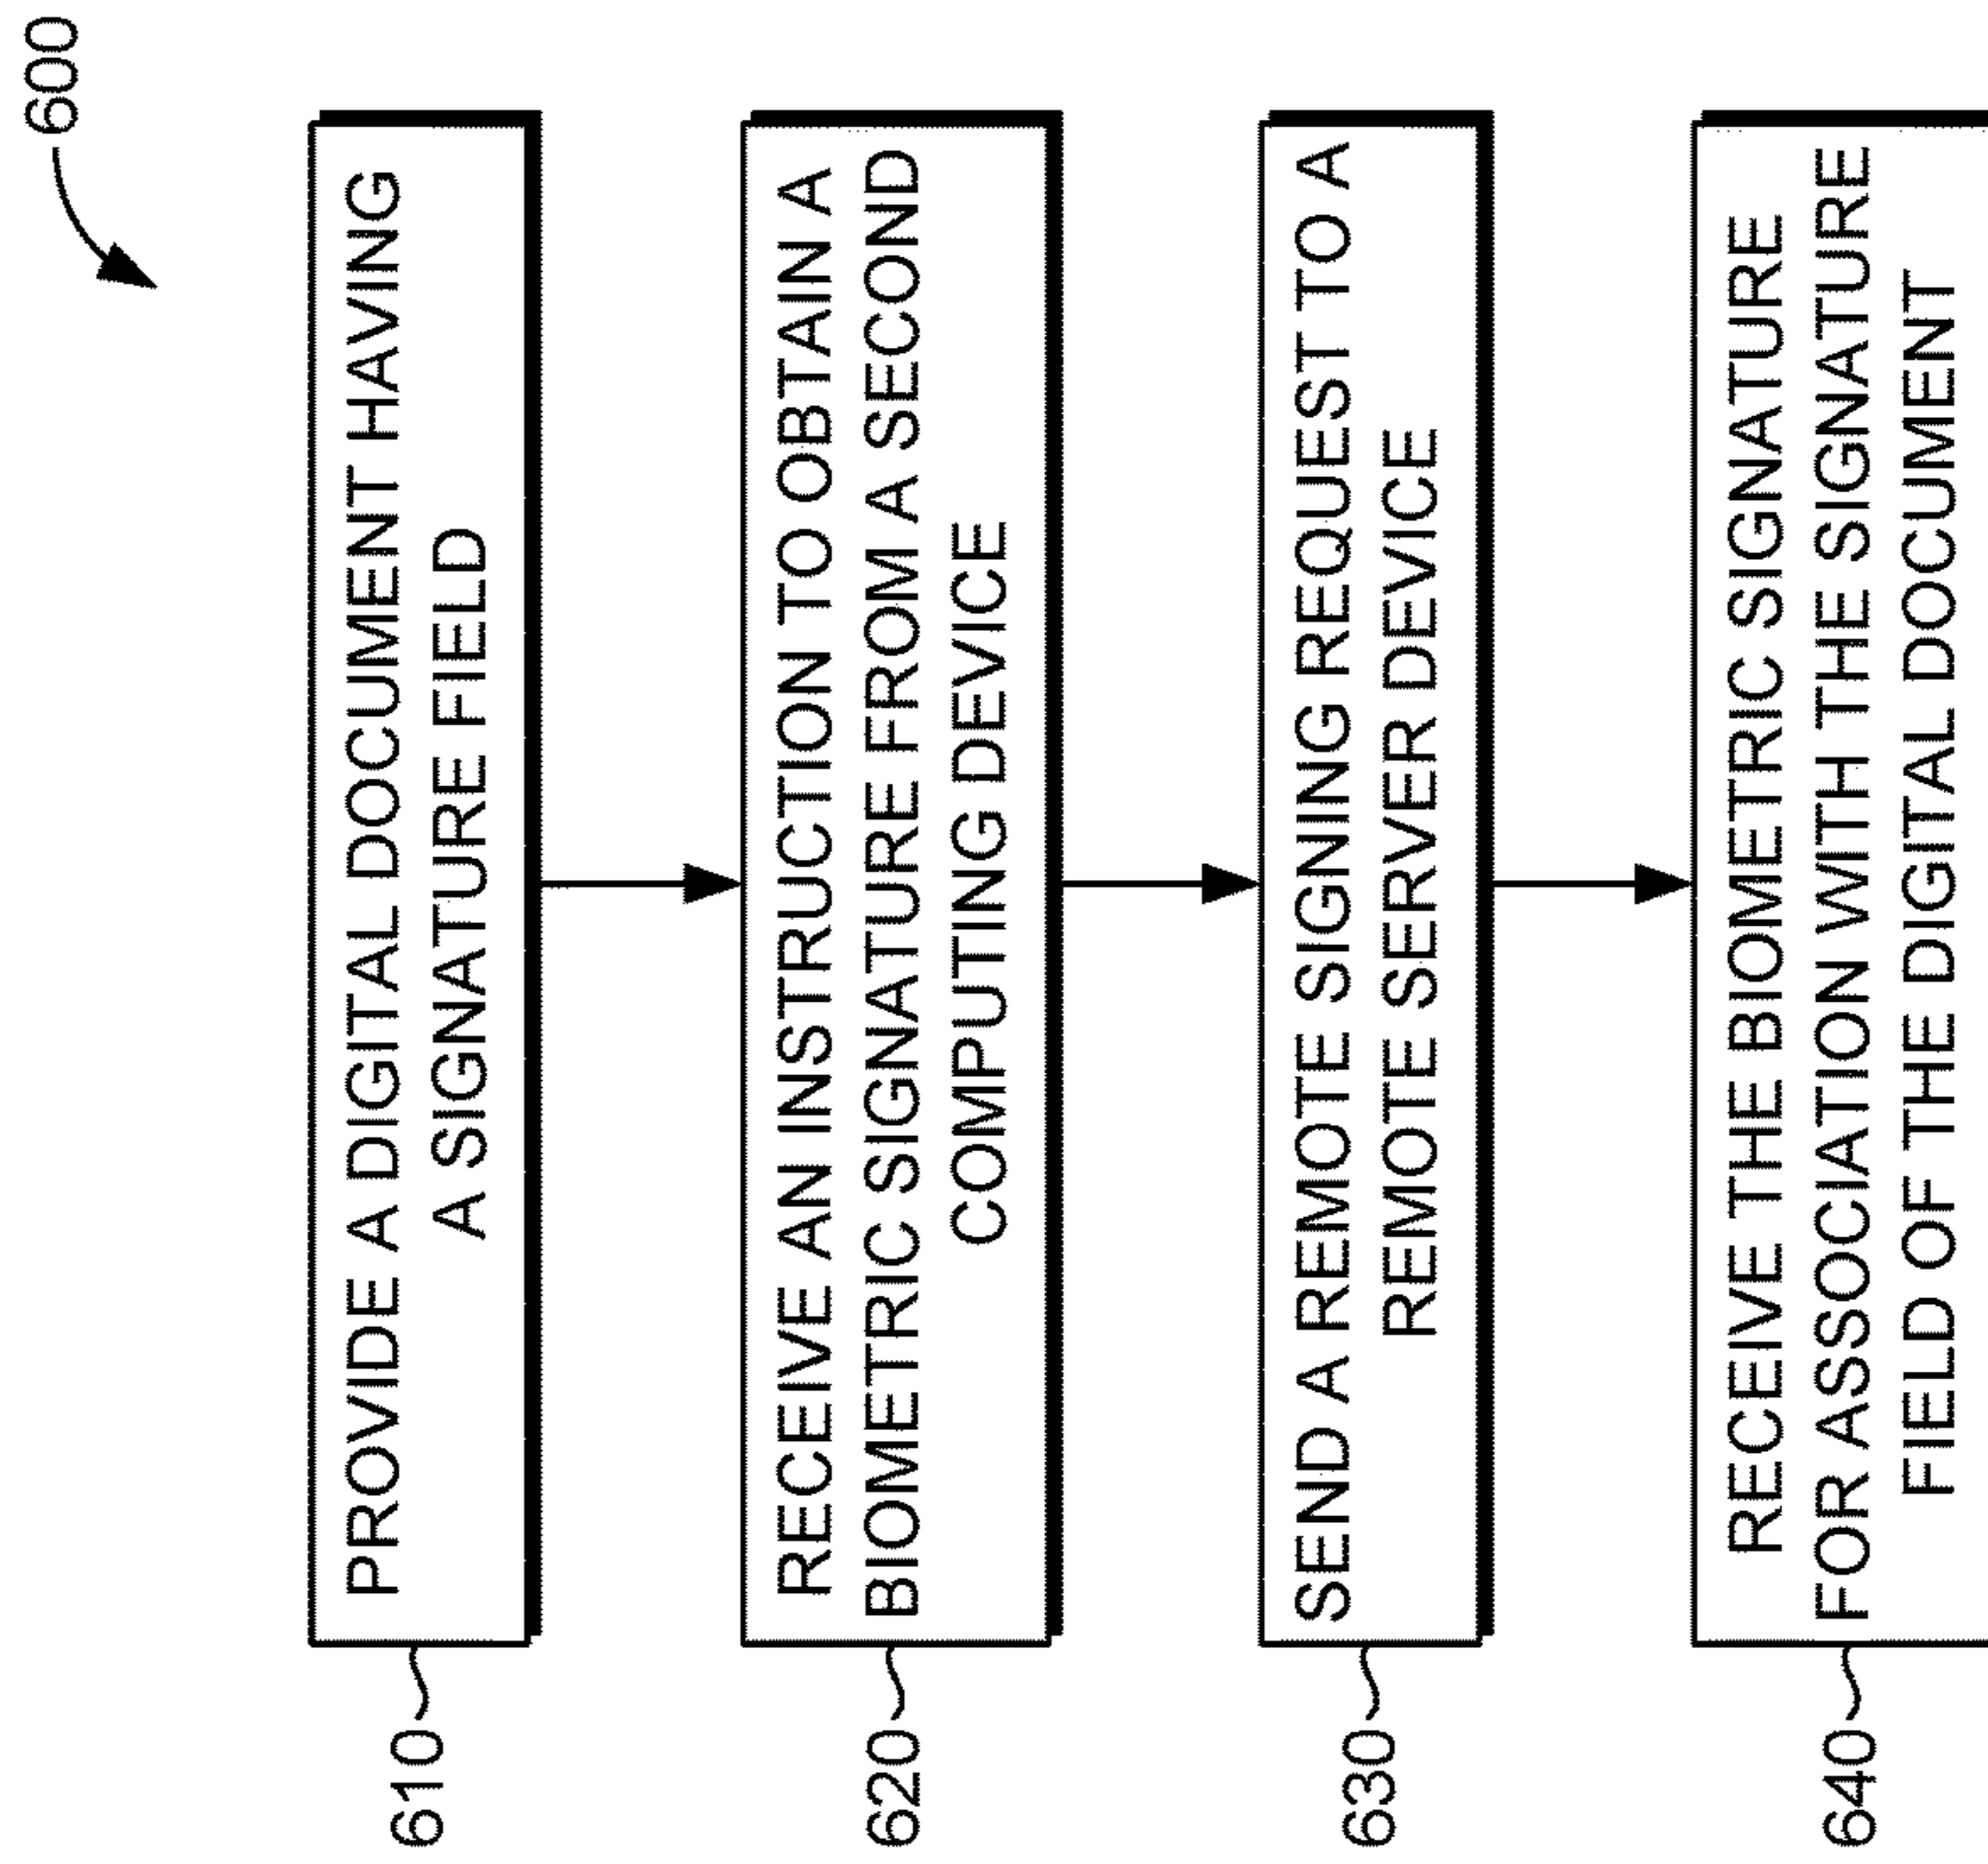 600
610
PROVIDE A DIGITAL DOCUMENT HAVING
A SIGNATURE FIELD
620
RECEIVE AN INSTRUCTION TO OBTAIN A
BIOMETRIC SIGNATURE FROM A SECOND
COMPUTING DEVICE
630
SEND A REMOTE SIGNING REQUEST TO A
REMOTE SERVER DEVICE
640
RECEIVE THE BIOMETRIC SIGNATURE
FOR ASSOCIATION WITH THE SIGNATURE
FIELD OF THE DIGITAL DOCUMENT